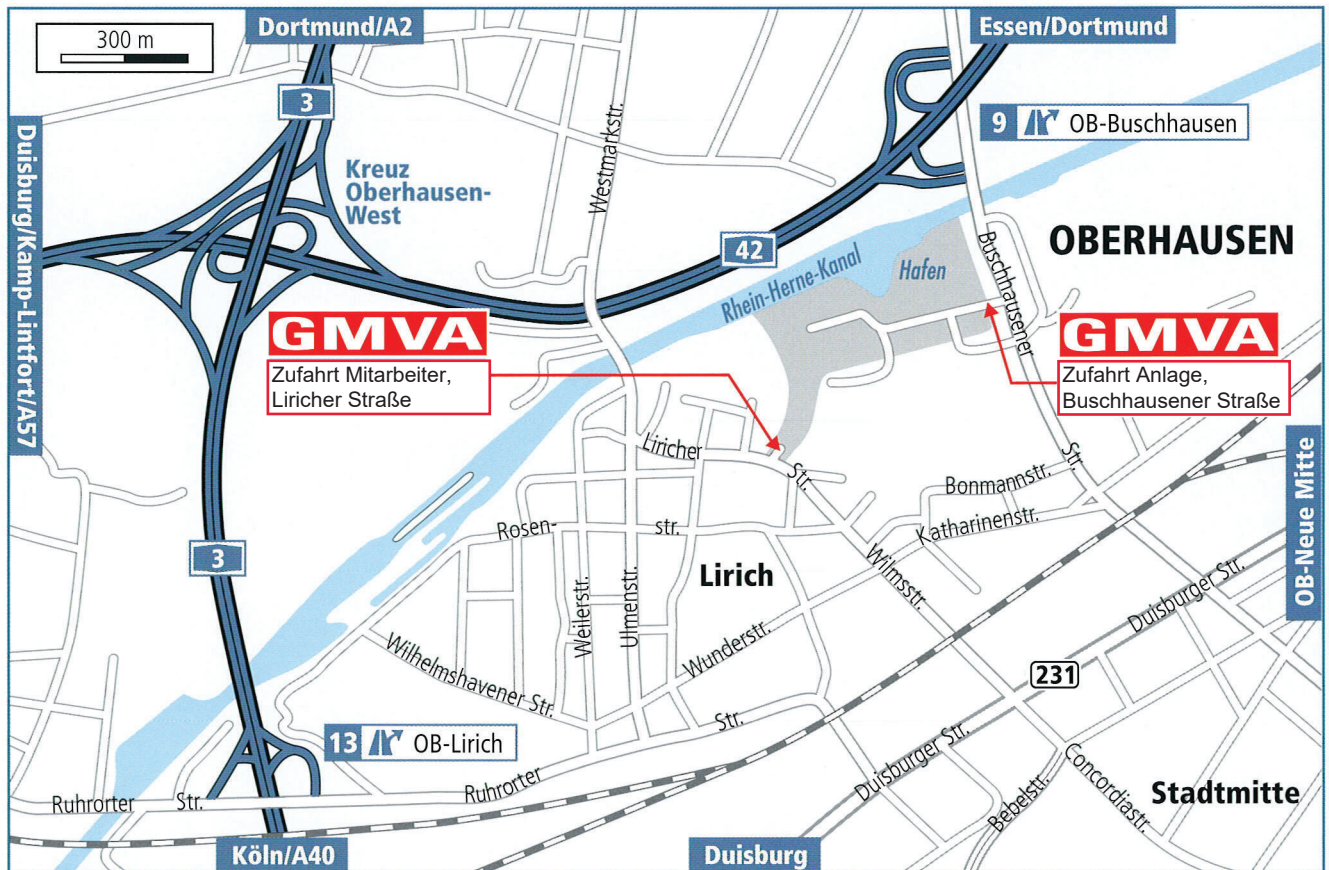 300 m
Dortmund/A2
Essen/Dortmund
3
9
OB-Buschhausen
Duisburg/Kamp-Lintfort/A57
Kreuz
Oberhausen-
West
Westmarkstr.
42
Rhein-Herne-Kanal
Hafen
Buschhausener
Str.
OBERHAUSEN
GMVA
Zufahrt Mitarbeiter,
Liricher Straße
GMVA
Zufahrt Anlage,
Buschhausener Straße
Liricher
Str.
Bonmannstr.
Katharinenstr.
OB-Neue Mitte
Rosen-
str.
3
Lirich
Wilmsstr.
Weilerstr.
Ulmenstr.
Wunderstr.
Duisburger Str.
231
Wilhelmshavener Str.
13
OB-Lirich
Ruhrorter
Str.
Ruhrorter
Str.
Duisburger Str.
Bebelstr.
Concordiastr.
Stadtmitte
Köln/A40
Duisburg